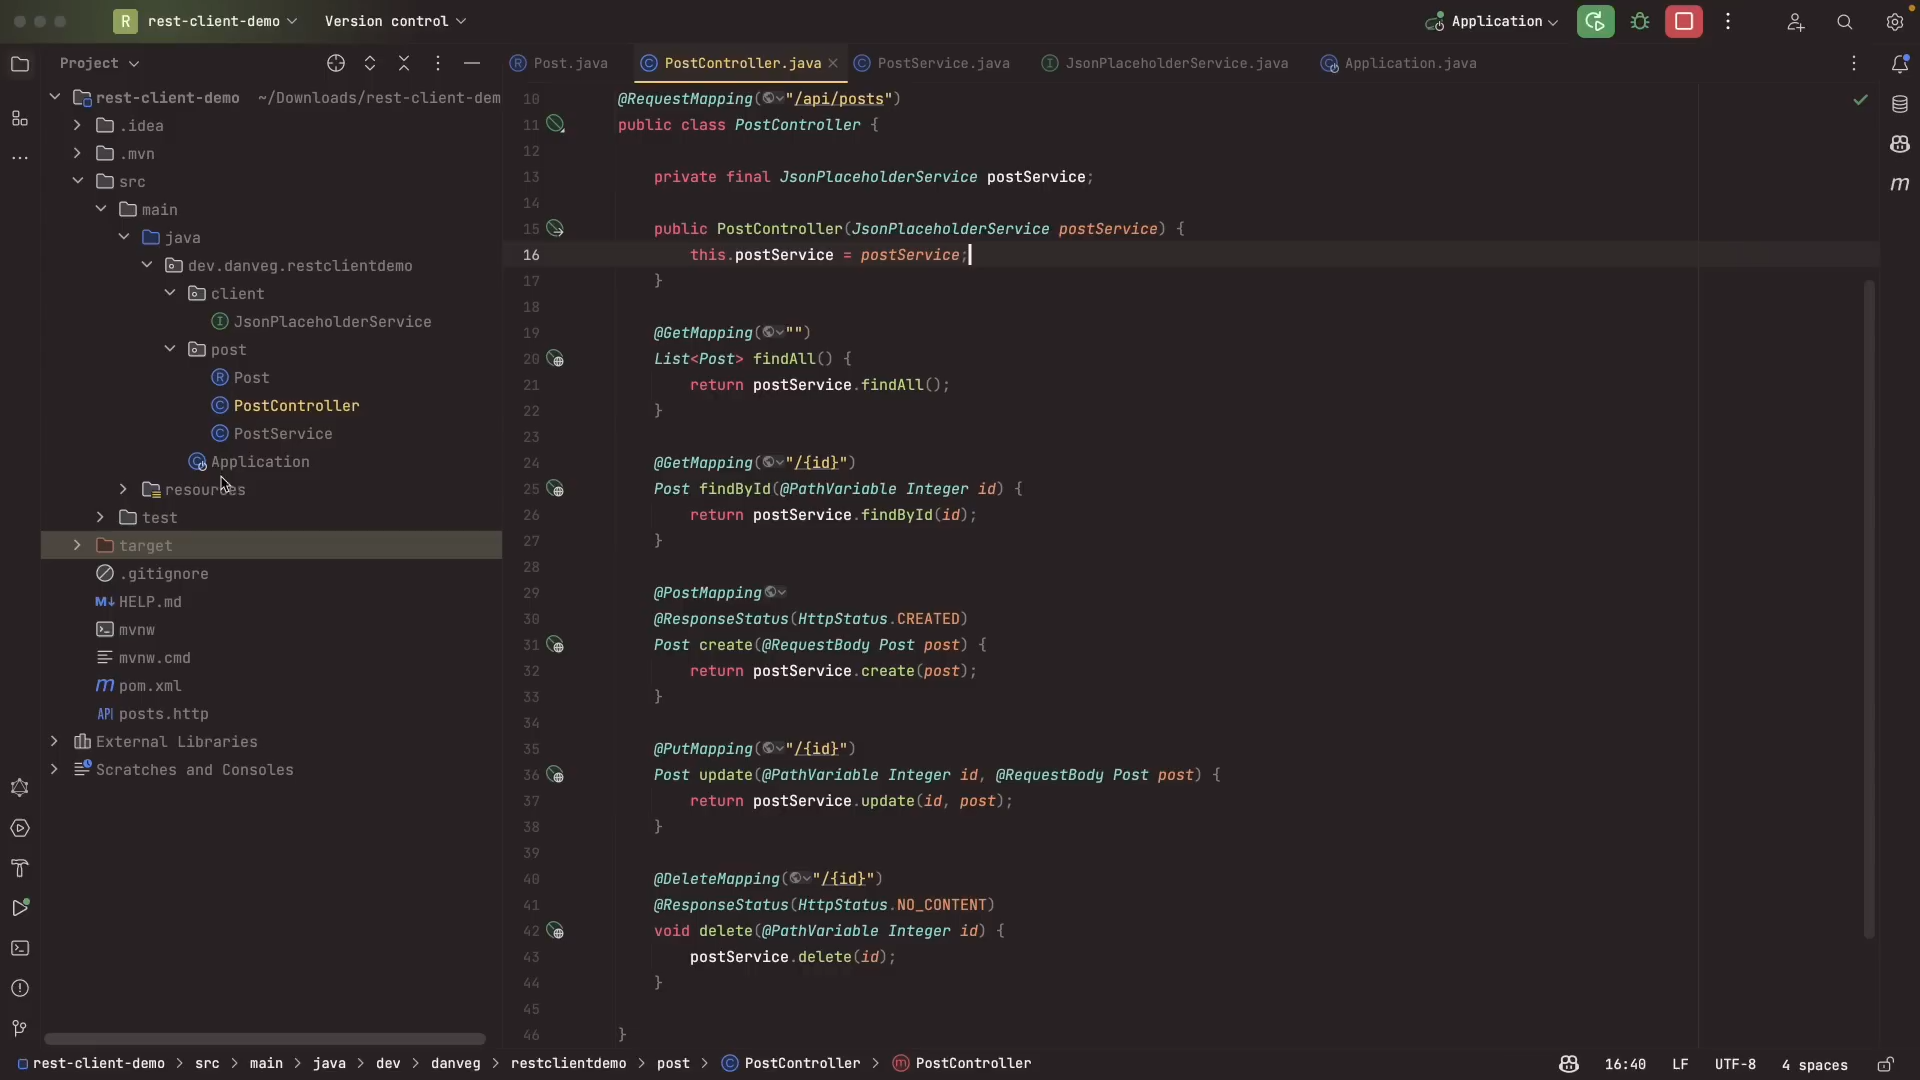 R rest-client-demo Version control Application
Project
Post.java PostController.java PostService.java JsonPlaceholderService.java Application.java
rest-client-demo ~/Downloads/rest-client-dem
.idea
.mvn
src
main
java
dev.danveg.restclientdemo
client
JsonPlaceholderService
post
Post
PostController
PostService
Application
resources
test
target
.gitignore
HELP.md
mvnw
mvnw.cmd
pom.xml
posts.http
External Libraries
Scratches and Consoles
10 @RequestMapping("/api/posts")
11 public class PostController {
12
13 private final JsonPlaceholderService postService;
14
15 public PostController(JsonPlaceholderService postService) {
16 this.postService = postService;
17 }
18
19 @GetMapping("")
20 List<Post> findAll() {
21 return postService.findAll();
22 }
23
24 @GetMapping("/{id}")
25 Post findById(@PathVariable Integer id) {
26 return postService.findById(id);
27 }
28
29 @PostMapping
30 @ResponseStatus(HttpStatus.CREATED)
31 Post create(@RequestBody Post post) {
32 return postService.create(post);
33 }
34
35 @PutMapping("/{id}")
36 Post update(@PathVariable Integer id, @RequestBody Post post) {
37 return postService.update(id, post);
38 }
39
40 @DeleteMapping("/{id}")
41 @ResponseStatus(HttpStatus.NO_CONTENT)
42 void delete(@PathVariable Integer id) {
43 postService.delete(id);
44 }
45
46 }
rest-client-demo > src > main > java > dev > danveg > restclientdemo > post > PostController > PostController 16:40 LF UTF-8 4 spaces